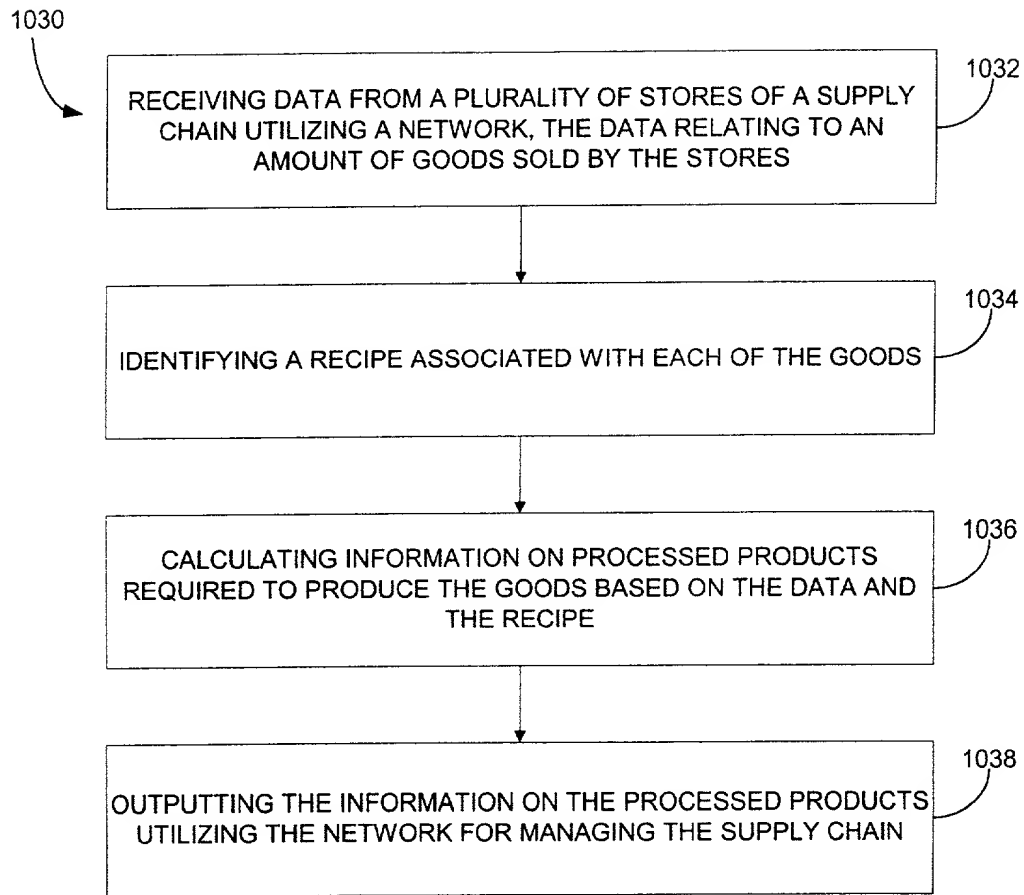 1030
1032
RECEIVING DATA FROM A PLURALITY OF STORES OF A SUPPLY
CHAIN UTILIZING A NETWORK, THE DATA RELATING TO AN
AMOUNT OF GOODS SOLD BY THE STORES
1034
IDENTIFYING A RECIPE ASSOCIATED WITH EACH OF THE GOODS
1036
CALCULATING INFORMATION ON PROCESSED PRODUCTS
REQUIRED TO PRODUCE THE GOODS BASED ON THE DATA AND
THE RECIPE
1038
OUTPUTTING THE INFORMATION ON THE PROCESSED PRODUCTS
UTILIZING THE NETWORK FOR MANAGING THE SUPPLY CHAIN